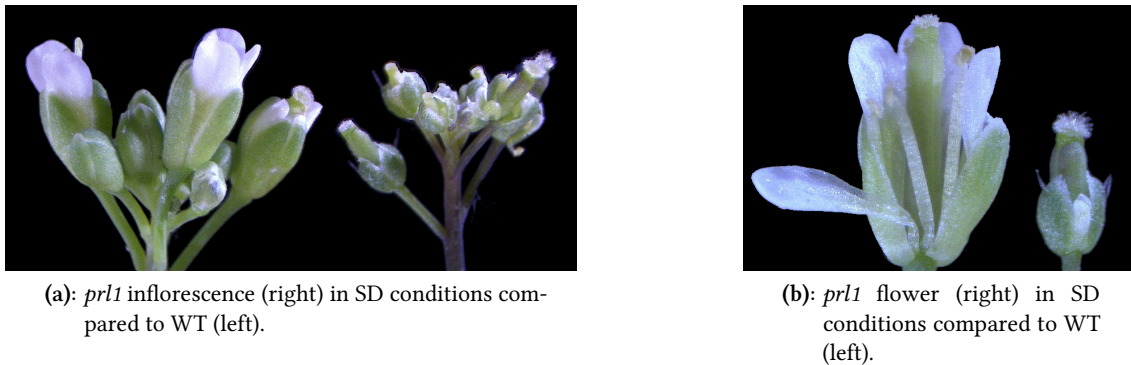 (a): prl1 inflorescence (right) in SD conditions com-
pared to WT (left).
(b): prl1 flower (right) in SD
conditions compared to WT
(left).